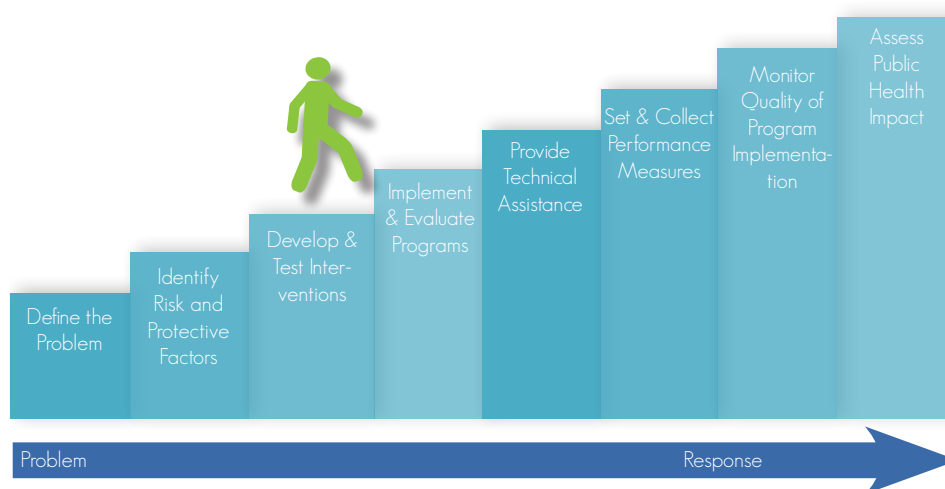 Define the
Problem
Identify
Risk and
Protective
Factors
Develop &
Test Inter-
ventions
Implement
& Evaluate
Programs
Provide
Technical
Assistance
Set & Collect
Performance
Measures
Monitor
Quality of
Program
Implementa-
tion
Assess
Public
Health
Impact
Problem
Response